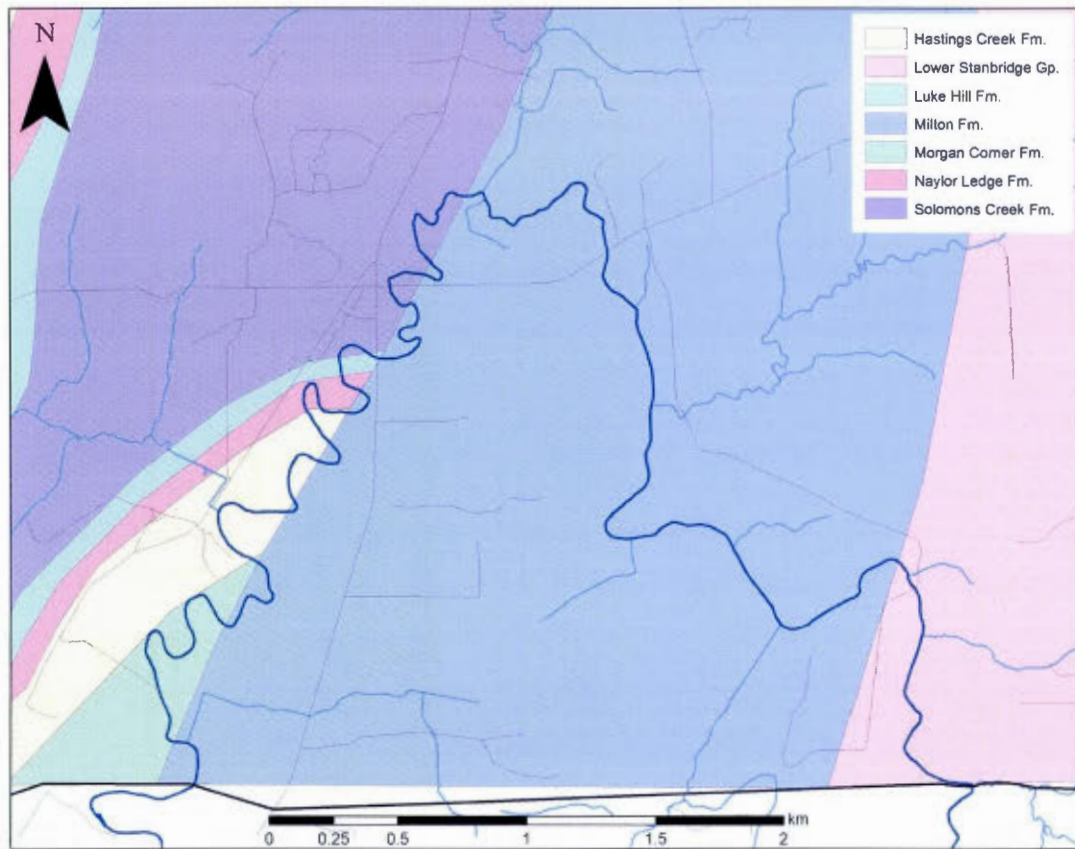 N
Hastings Creek Fm.
Lower Stanbridge Gp.
Luke Hill Fm.
Milton Fm.
Morgan Corner Fm.
Naylor Ledge Fm.
Solomons Creek Fm.
km
0 0.25 0.5 1 1.5 2